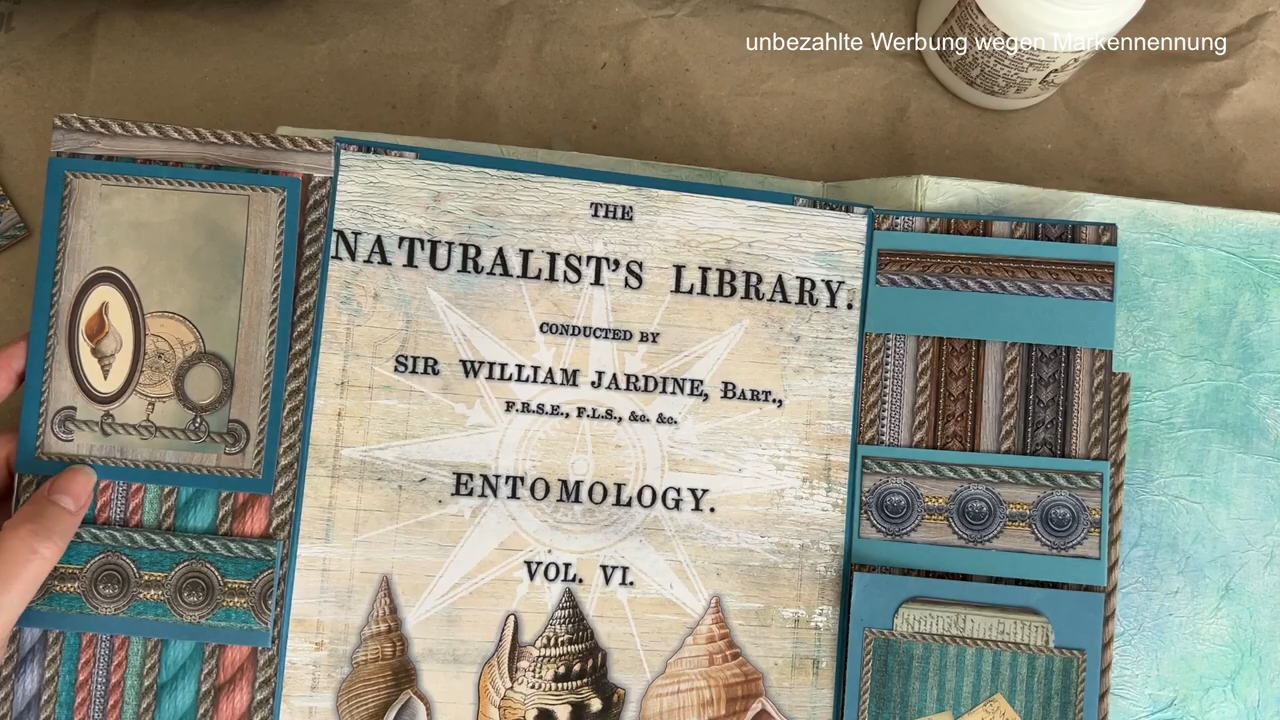 unbezahlte Werbung wegen Markennennung
THE
NATURALIST'S LIBRARY.
CONDUCTED BY
SIR WILLIAM JARDINE, BART.,
F.R.S.E., F.L.S., &c. &c.
ENTOMOLOGY.
VOL. VI.